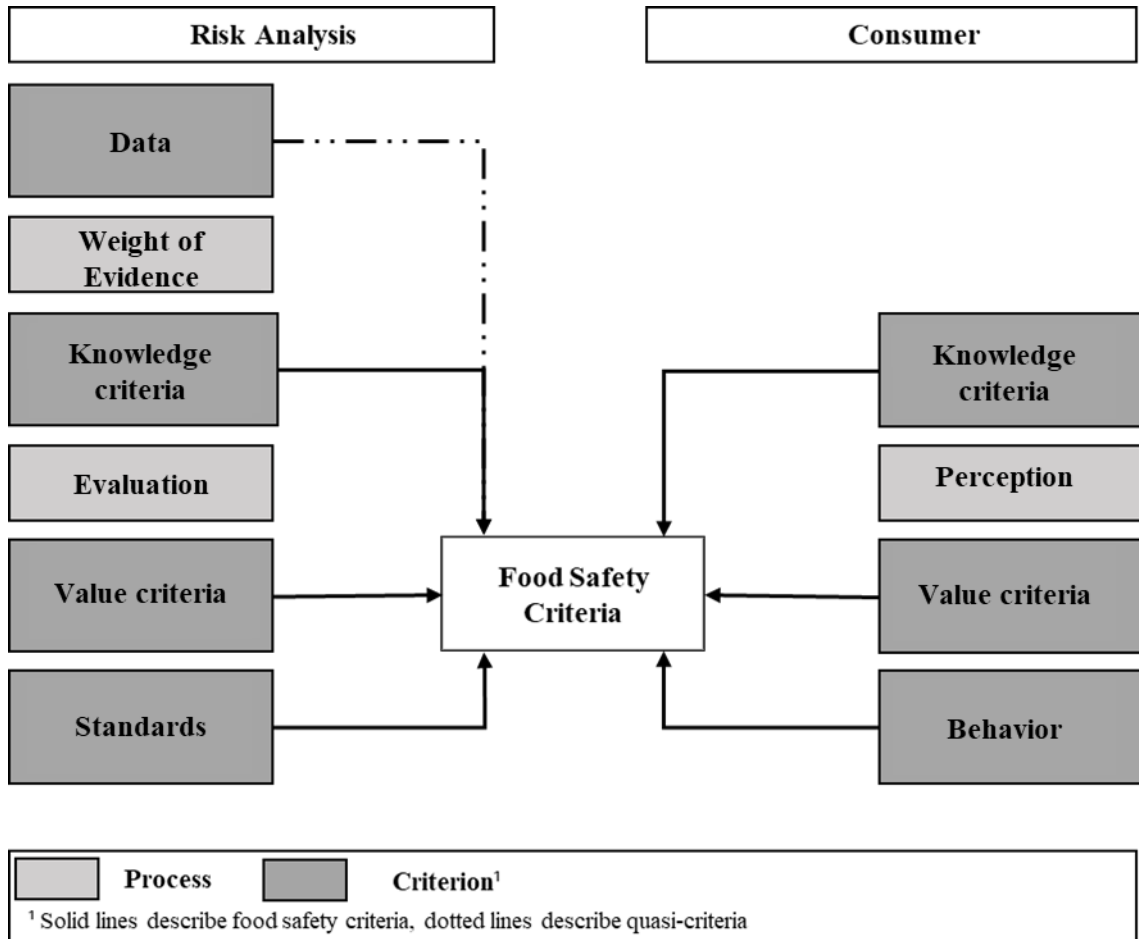 Risk Analysis
Consumer
Data
Weight of
Evidence
Knowledge
criteria
Knowledge
criteria
Evaluation
Perception
Value criteria
Food Safety
Criteria
Value criteria
Standards
Behavior
Process
Criterion¹
¹ Solid lines describe food safety criteria, dotted lines describe quasi-criteria